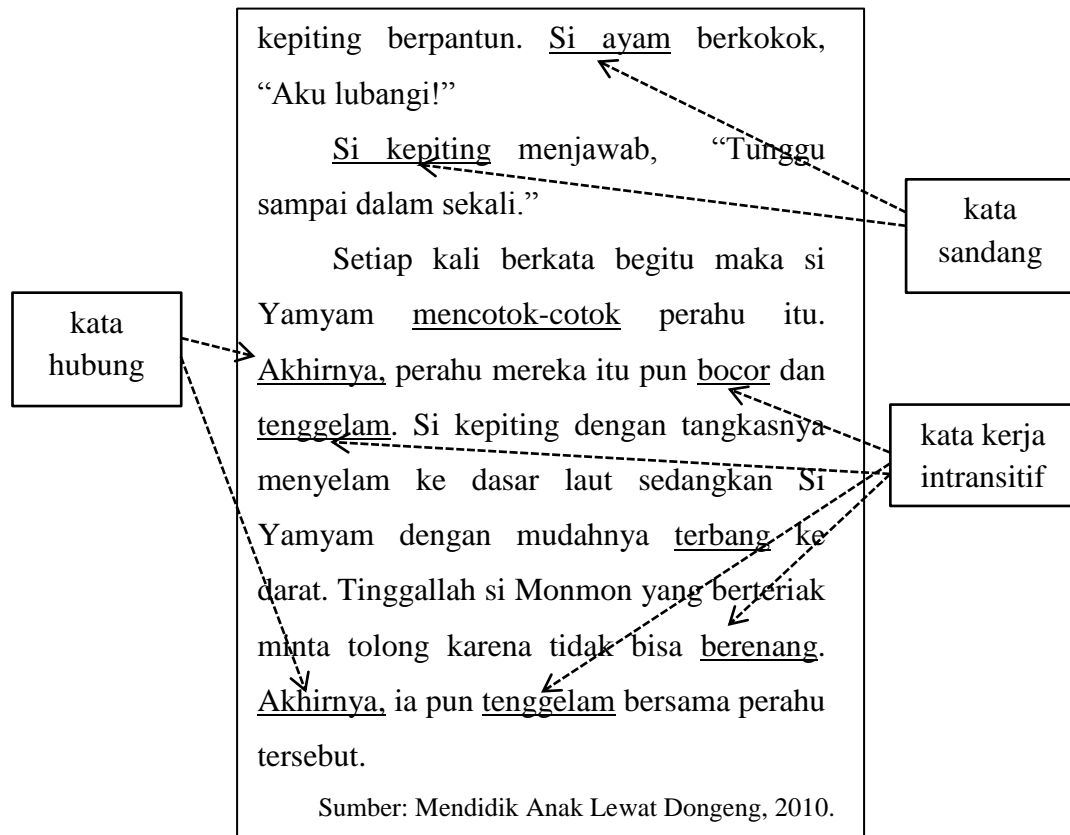 kepiting berpantun. Si ayam berkokok,
“Aku lubangi!”
Si kepiting menjawab, “Tunggu
sampai dalam sekali.”
Setiap kali berkata begitu maka si
Yamyam mencotok-cotok perahu itu.
Akhirnya, perahu mereka itu pun bocor dan
tenggelam. Si kepiting dengan tangkasnya
menyelam ke dasar laut sedangkan Si
Yamyam dengan mudahnya terbang ke
darat. Tinggallah si Monmon yang berteriak
minta tolong karena tidak bisa berenang.
Akhirnya, ia pun tenggelam bersama perahu
tersebut.
Sumber: Mendidik Anak Lewat Dongeng, 2010.
kata
hubung
kata
sandang
kata kerja
intransitif